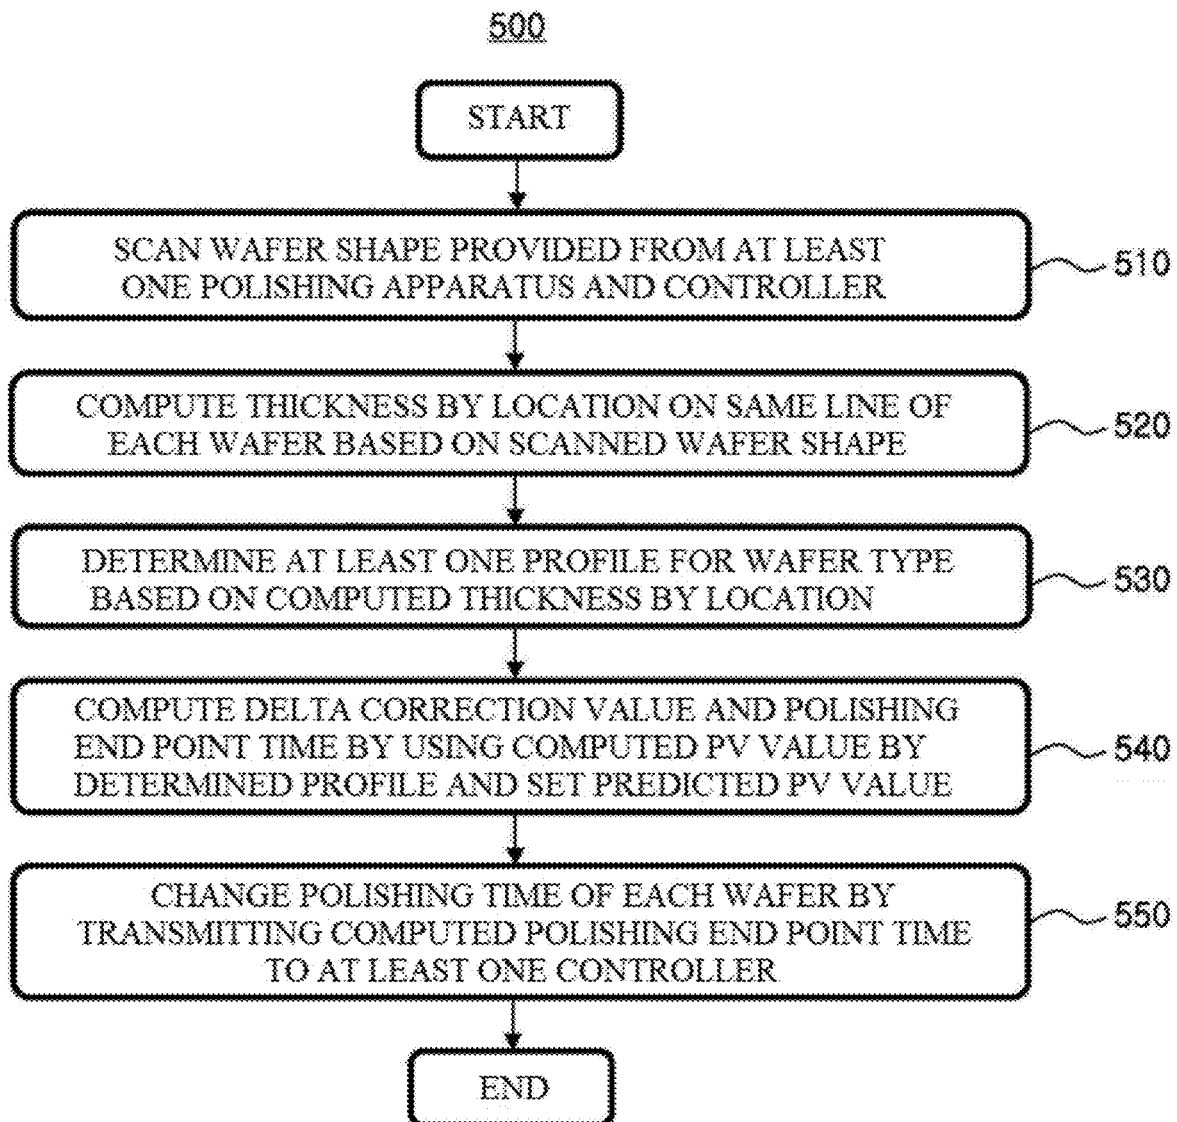 500
START
SCAN WAFER SHAPE PROVIDED FROM AT LEAST
ONE POLISHING APPARATUS AND CONTROLLER
510
COMPUTE THICKNESS BY LOCATION ON SAME LINE OF
EACH WAFER BASED ON SCANNED WAFER SHAPE
520
DETERMINE AT LEAST ONE PROFILE FOR WAFER TYPE
BASED ON COMPUTED THICKNESS BY LOCATION
530
COMPUTE DELTA CORRECTION VALUE AND POLISHING
END POINT TIME BY USING COMPUTED PV VALUE BY
DETERMINED PROFILE AND SET PREDICTED PV VALUE
540
CHANGE POLISHING TIME OF EACH WAFER BY
TRANSMITTING COMPUTED POLISHING END POINT TIME
TO AT LEAST ONE CONTROLLER
550
END